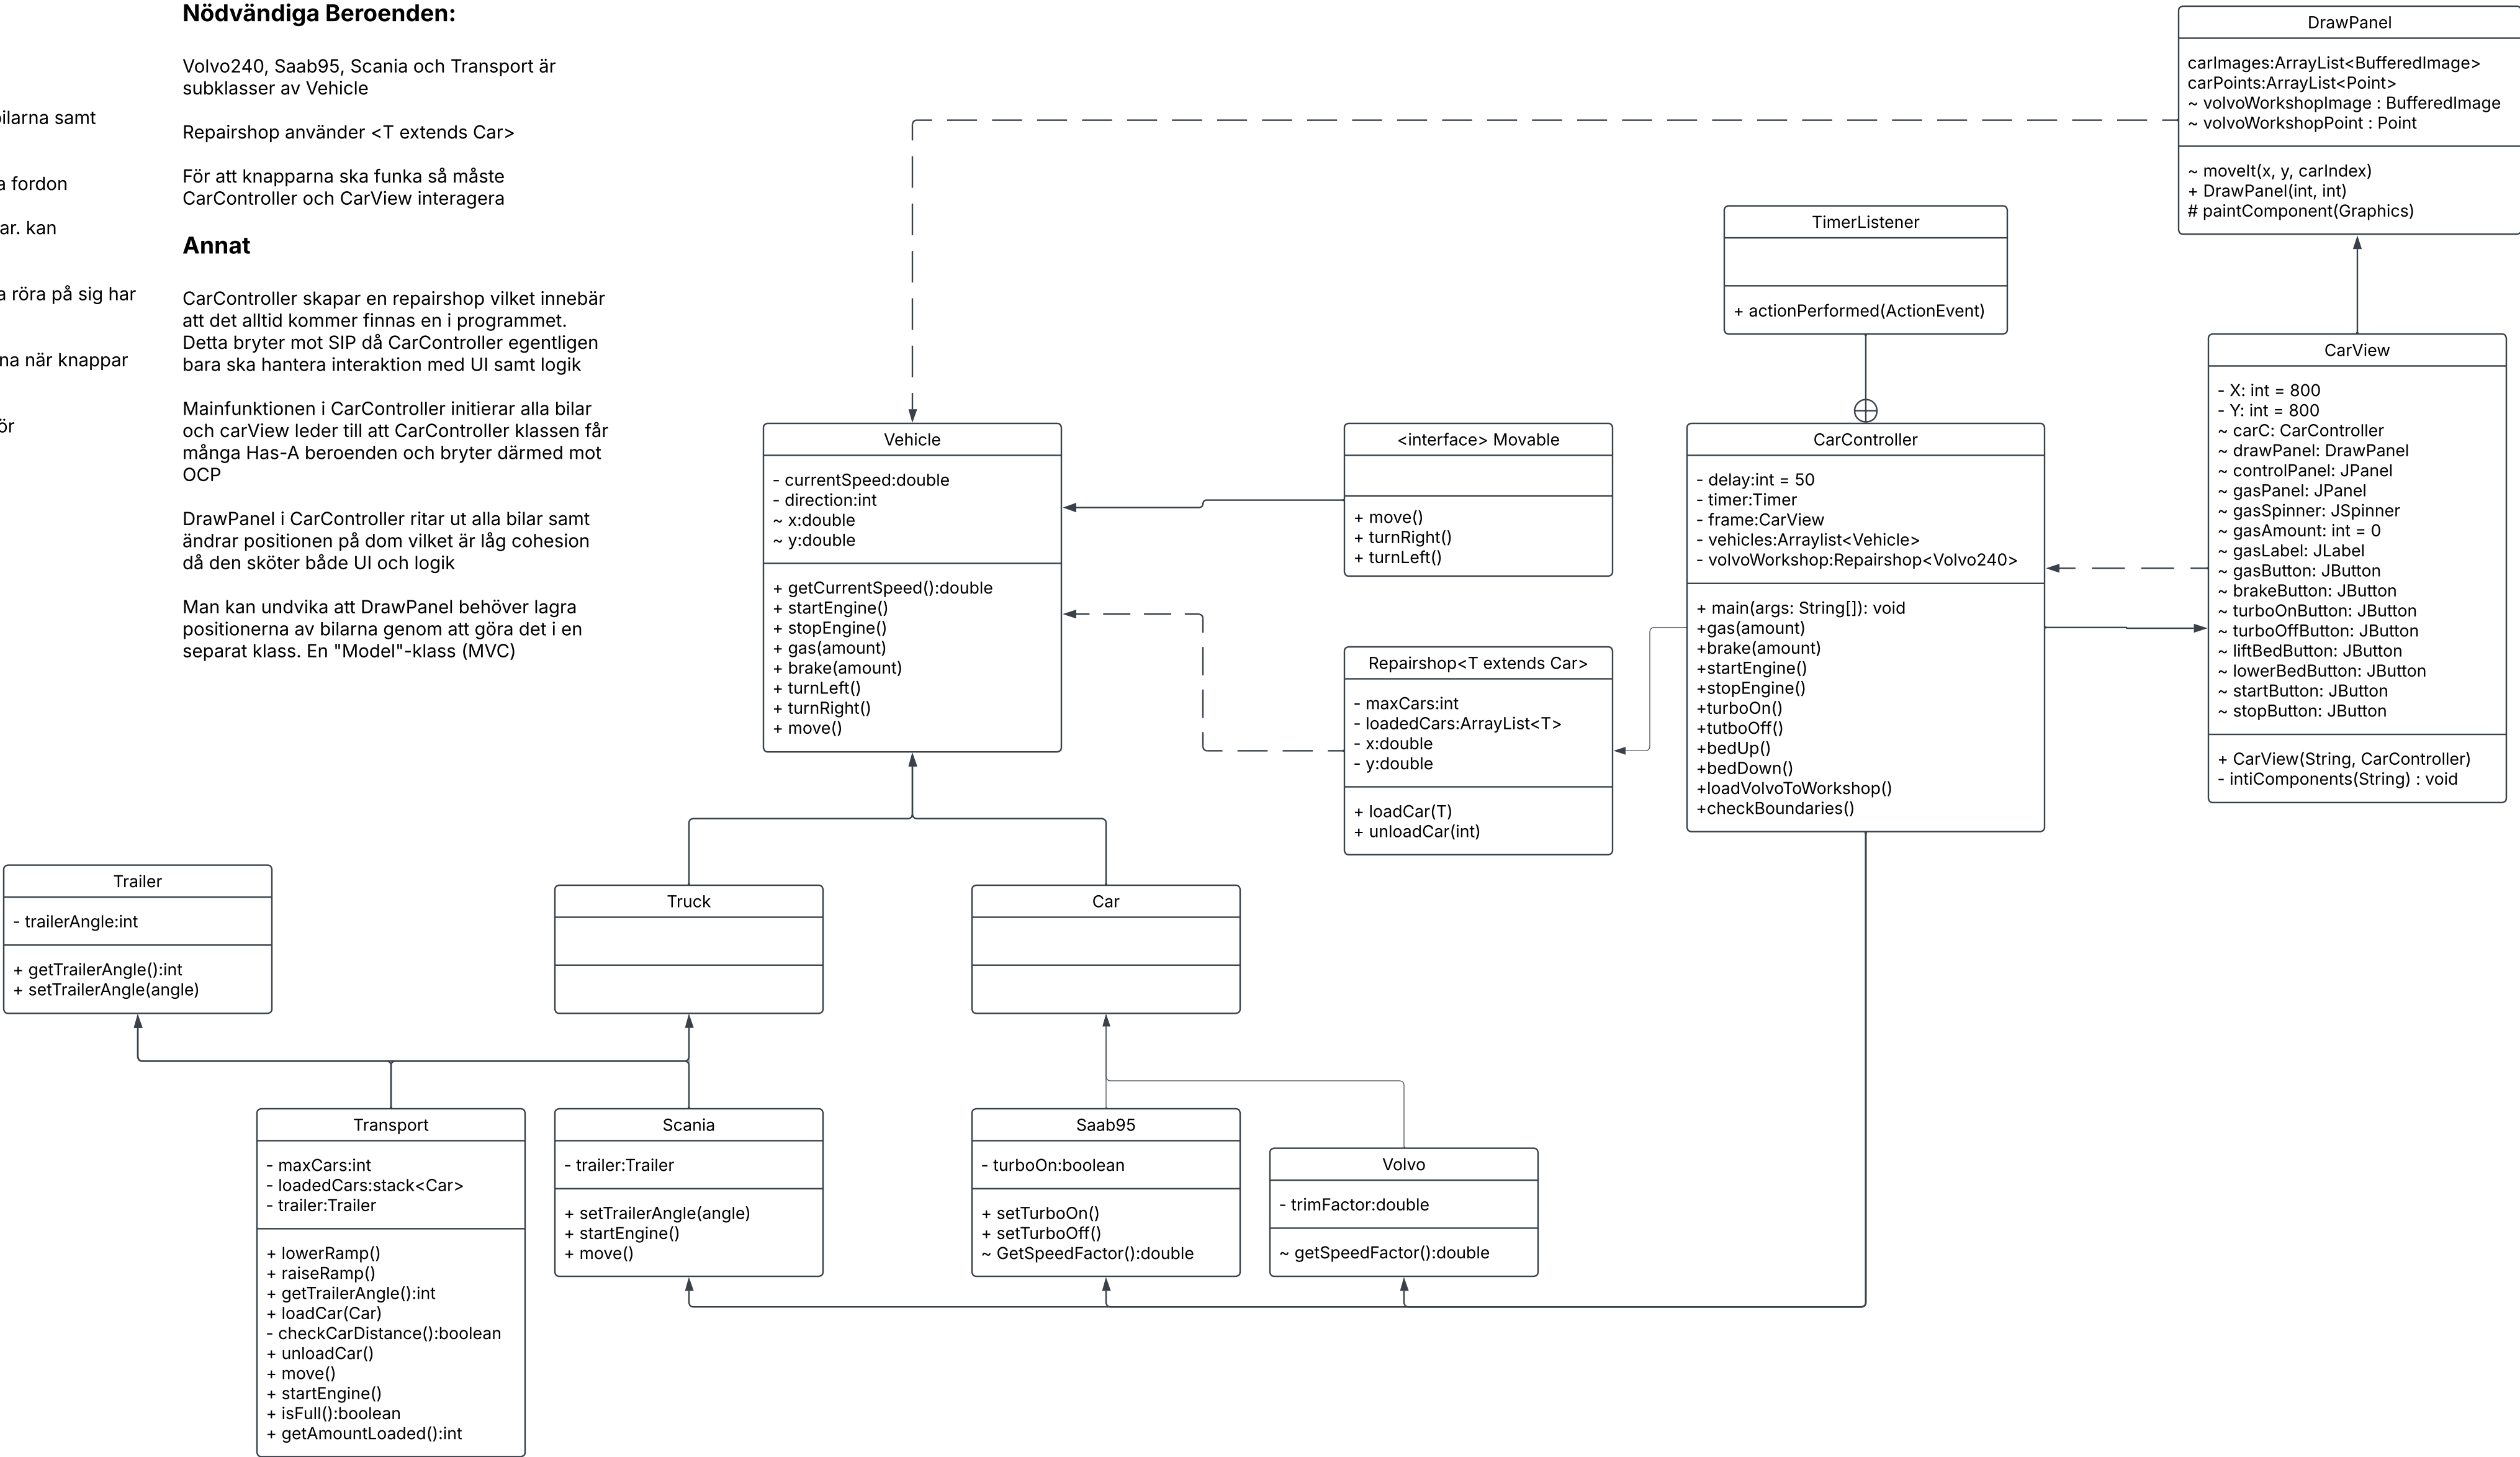 bilarna samt
a fordon
ar. kan
a röra på sig har
na när knappar
ör
Nödvändiga Beroenden:
Volvo240, Saab95, Scania och Transport är
subklasser av Vehicle
Repairshop använder <T extends Car>
För att knapparna ska funka så måste
CarController och CarView interagera
Annat
CarController skapar en repairshop vilket innebär
att det alltid kommer finnas en i programmet.
Detta bryter mot SIP då CarController egentligen
bara ska hantera interaktion med UI samt logik
Mainfunktionen i CarController initierar alla bilar
och carView leder till att CarController klassen får
många Has-A beroenden och bryter därmed mot
OCP
DrawPanel i CarController ritar ut alla bilar samt
ändrar positionen på dom vilket är låg cohesion
då den sköter både UI och logik
Man kan undvika att DrawPanel behöver lagra
positionerna av bilarna genom att göra det i en
separat klass. En "Model"-klass (MVC)
DrawPanel
carImages:ArrayList<BufferedImage>
carPoints:ArrayList<Point>
~ volvoWorkshopImage : BufferedImage
~ volvoWorkshopPoint : Point
~ moveIt(x, y, carIndex)
+ DrawPanel(int, int)
# paintComponent(Graphics)
TimerListener
+ actionPerformed(ActionEvent)
CarView
- X: int = 800
- Y: int = 800
~ carC: CarController
~ drawPanel: DrawPanel
~ controlPanel: JPanel
~ gasPanel: JPanel
~ gasSpinner: JSpinner
~ gasAmount: int = 0
~ gasLabel: JLabel
~ gasButton: JButton
~ brakeButton: JButton
~ turboOnButton: JButton
~ turboOffButton: JButton
~ liftBedButton: JButton
~ lowerBedButton: JButton
~ startButton: JButton
~ stopButton: JButton
+ CarView(String, CarController)
- intiComponents(String) : void
Vehicle
- currentSpeed:double
- direction:int
~ x:double
~ y:double
+ getCurrentSpeed():double
+ startEngine()
+ stopEngine()
+ gas(amount)
+ brake(amount)
+ turnLeft()
+ turnRight()
+ move()
<interface> Movable
+ move()
+ turnRight()
+ turnLeft()
CarController
- delay:int = 50
- timer:Timer
- frame:CarView
- vehicles:Arraylist<Vehicle>
- volvoWorkshop:Repairshop<Volvo240>
+ main(args: String[]): void
+gas(amount)
+brake(amount)
+startEngine()
+stopEngine()
+turboOn()
+tutboOff()
+bedUp()
+bedDown()
+loadVolvoToWorkshop()
+checkBoundaries()
Repairshop<T extends Car>
- maxCars:int
- loadedCars:ArrayList<T>
- x:double
- y:double
+ loadCar(T)
+ unloadCar(int)
Trailer
- trailerAngle:int
+ getTrailerAngle():int
+ setTrailerAngle(angle)
Truck
Car
Transport
- maxCars:int
- loadedCars:stack<Car>
- trailer:Trailer
+ lowerRamp()
+ raiseRamp()
+ getTrailerAngle():int
+ loadCar(Car)
- checkCarDistance():boolean
+ unloadCar()
+ move()
+ startEngine()
+ isFull():boolean
+ getAmountLoaded():int
Scania
- trailer:Trailer
+ setTrailerAngle(angle)
+ startEngine()
+ move()
Saab95
- turboOn:boolean
+ setTurboOn()
+ setTurboOff()
~ GetSpeedFactor():double
Volvo
- trimFactor:double
~ getSpeedFactor():double